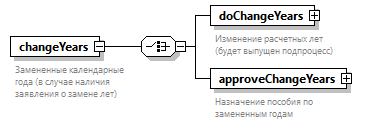 doChangeYears
Изменение расчетных лет
(будет выпущен подпроцесс)
changeYears
Замененные календарные
года (в случае наличия
заявления о замене лет)
approveChangeYears
Назначение пособия по
замененным годам